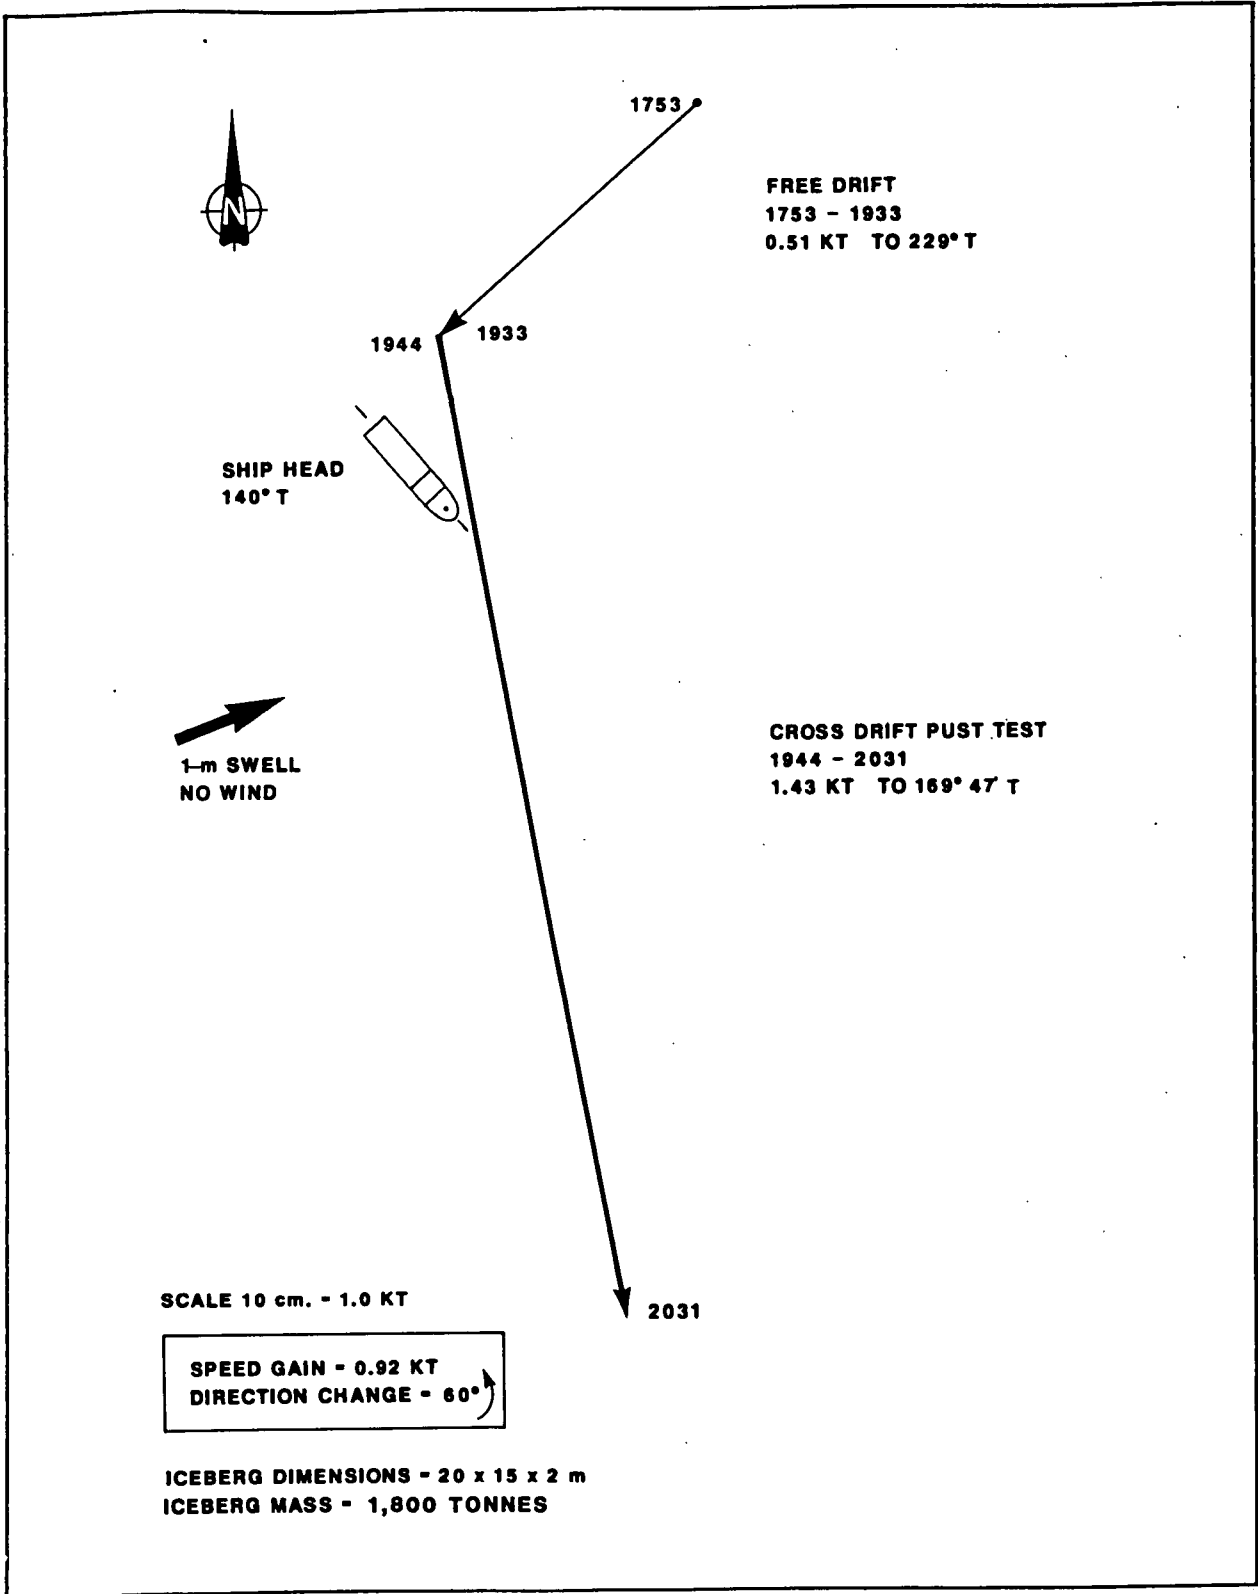 1753
N
FREE DRIFT
1753 - 1933
0.51 KT TO 229° T
1944
1933
SHIP HEAD
140° T
1-m SWELL
NO WIND
CROSS DRIFT PUST TEST
1944 - 2031
1.43 KT TO 169° 47' T
SCALE 10 cm. = 1.0 KT
2031
SPEED GAIN = 0.92 KT
DIRECTION CHANGE = 60°
ICEBERG DIMENSIONS = 20 x 15 x 2 m
ICEBERG MASS = 1,800 TONNES